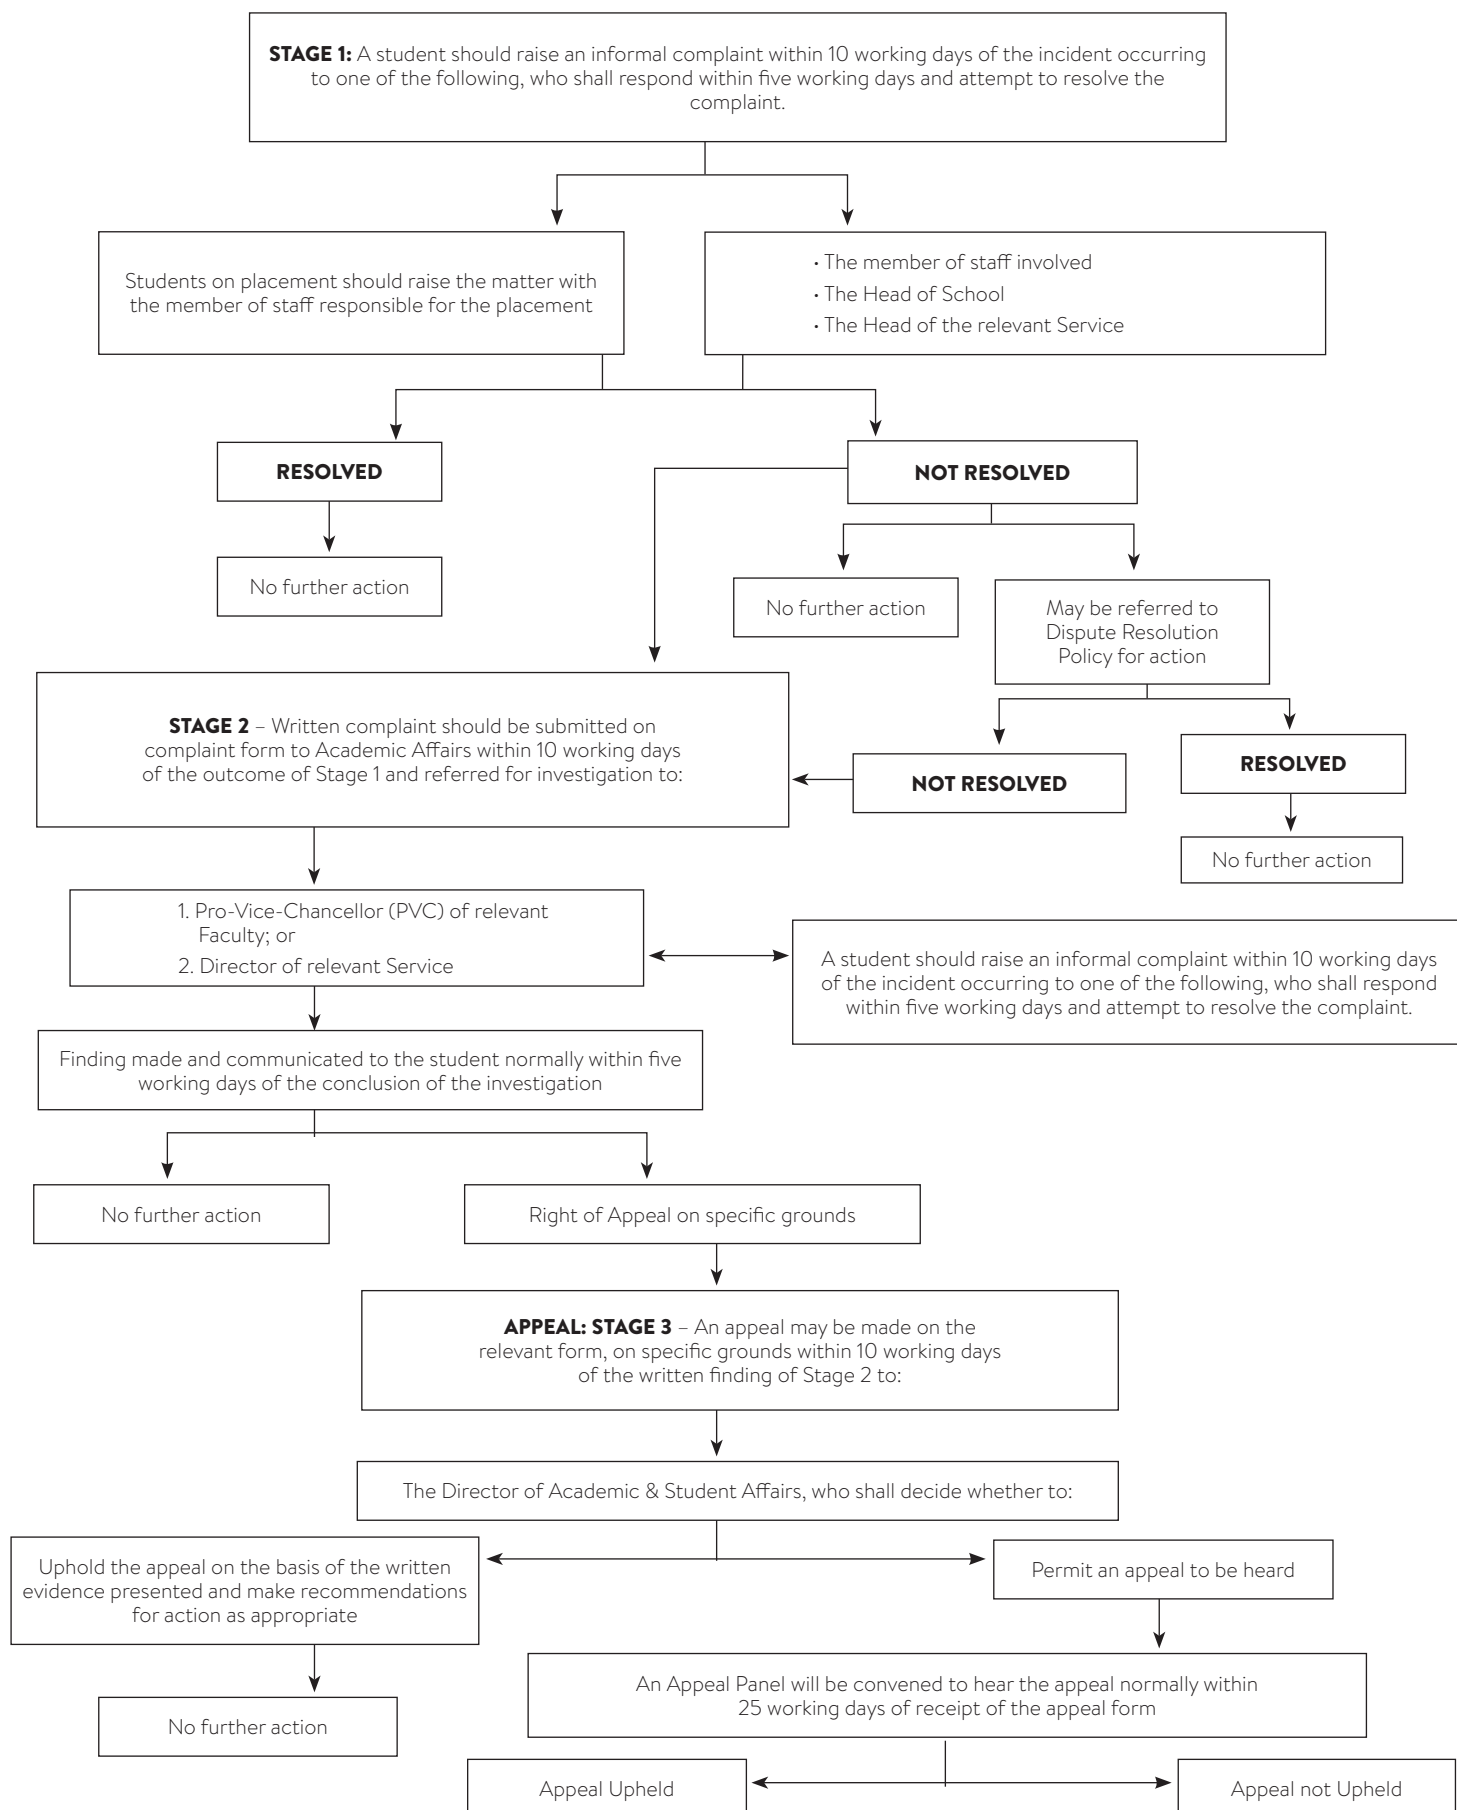 STAGE 1: A student should raise an informal complaint within 10 working days of the incident occurring
to one of the following, who shall respond within five working days and attempt to resolve the
complaint.
Students on placement should raise the matter with
the member of staff responsible for the placement
• The member of staff involved
• The Head of School
• The Head of the relevant Service
RESOLVED
NOT RESOLVED
No further action
No further action
May be referred to
Dispute Resolution
Policy for action
STAGE 2 – Written complaint should be submitted on
complaint form to Academic Affairs within 10 working days
of the outcome of Stage 1 and referred for investigation to:
NOT RESOLVED
RESOLVED
No further action
1. Pro-Vice-Chancellor (PVC) of relevant
Faculty; or
2. Director of relevant Service
A student should raise an informal complaint within 10 working days
of the incident occurring to one of the following, who shall respond
within five working days and attempt to resolve the complaint.
Finding made and communicated to the student normally within five
working days of the conclusion of the investigation
No further action
Right of Appeal on specific grounds
APPEAL: STAGE 3 – An appeal may be made on the
relevant form, on specific grounds within 10 working days
of the written finding of Stage 2 to:
The Director of Academic & Student Affairs, who shall decide whether to:
Uphold the appeal on the basis of the written
evidence presented and make recommendations
for action as appropriate
Permit an appeal to be heard
No further action
An Appeal Panel will be convened to hear the appeal normally within
25 working days of receipt of the appeal form
Appeal Upheld
Appeal not Upheld